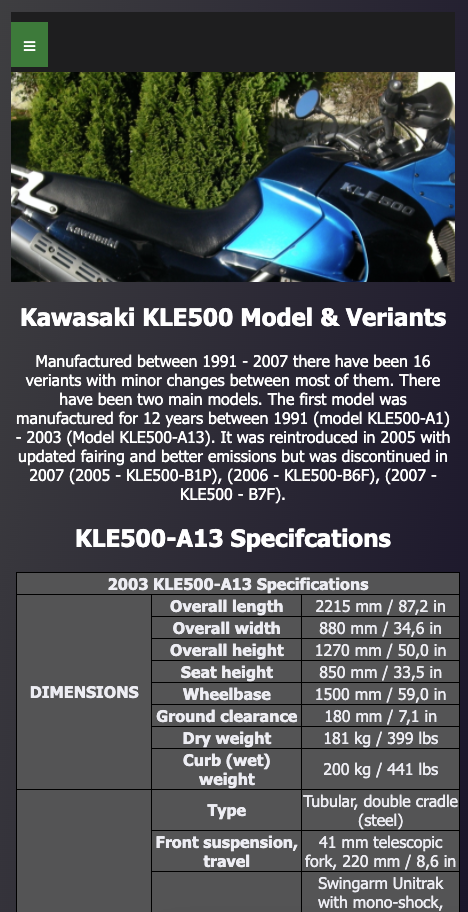 ≡
Kawasaki
KLE500
Kawasaki KLE500 Model & Veriants
Manufactured between 1991 - 2007 there have been 16
veriants with minor changes between most of them. There
have been two main models. The first model was
manufactured for 12 years between 1991 (model KLE500-A1)
- 2003 (Model KLE500-A13). It was reintroduced in 2005 with
updated fairing and better emissions but was discontinued in
2007 (2005 - KLE500-B1P), (2006 - KLE500-B6F), (2007 -
KLE500 - B7F).
KLE500-A13 Specifcations
2003 KLE500-A13 Specifications
DIMENSIONS
Overall length 2215 mm / 87,2 in
Overall width 880 mm / 34,6 in
Overall height 1270 mm / 50,0 in
Seat height 850 mm / 33,5 in
Wheelbase 1500 mm / 59,0 in
Ground clearance 180 mm / 7,1 in
Dry weight 181 kg / 399 lbs
Curb (wet)
weight 200 kg / 441 lbs
Type Tubular, double cradle
(steel)
Front suspension, 41 mm telescopic
travel fork, 220 mm / 8,6 in
Swingarm Unitrak
with mono-shock,